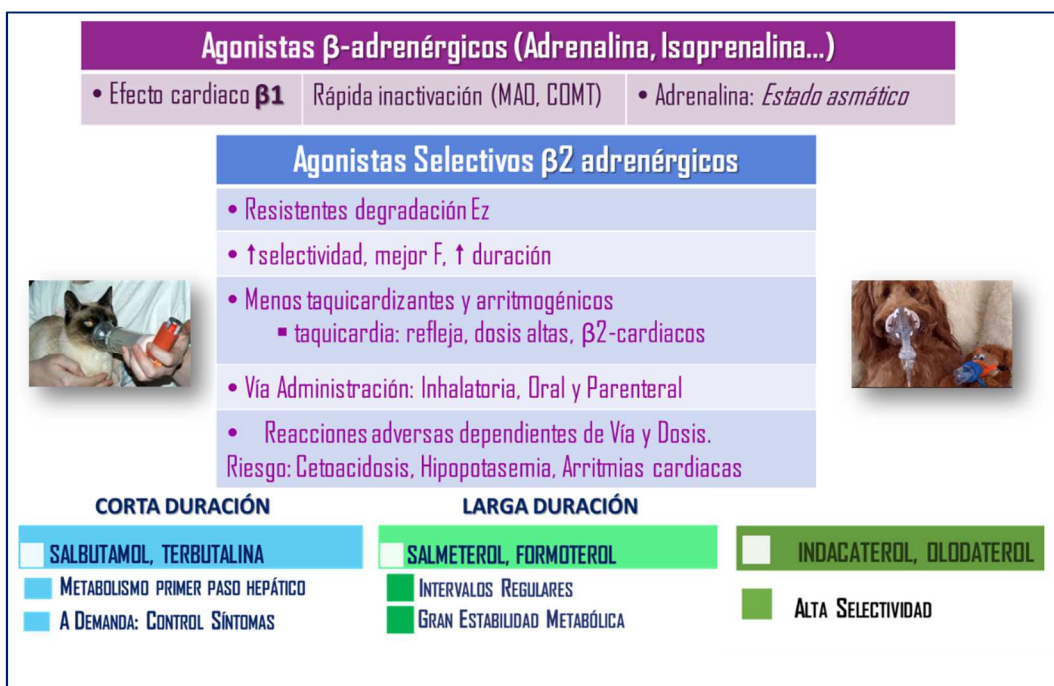 Agonistas β-adrenérgicos (Adrenalina, Isoprenalina...)
• Efecto cardiaco β1
Rápida inactivación (MAO, COMT)
• Adrenalina: Estado asmático
Agonistas Selectivos β2 adrenérgicos
• Resistentes degradación Ez
• ↑selectividad, mejor F, ↑ duración
• Menos taquicardizantes y arritmogénicos
▪ taquicardia: refleja, dosis altas, β2-cardiacos
• Vía Administración: Inhalatoria, Oral y Parenteral
• Reacciones adversas dependientes de Vía y Dosis.
Riesgo: Cetoacidosis, Hipopotasemia, Arritmias cardiacas
CORTA DURACIÓN
SALBUTAMOL, TERBUTALINA
METABOLISMO PRIMER PASO HEPÁTICO
A DEMANDA: CONTROL SÍNTOMAS
LARGA DURACIÓN
SALMETEROL, FORMOTEROL
INTERVALOS REGULARES
GRAN ESTABILIDAD METABÓLICA
INDACATEROL, OLODATEROL
ALTA SELECTIVIDAD